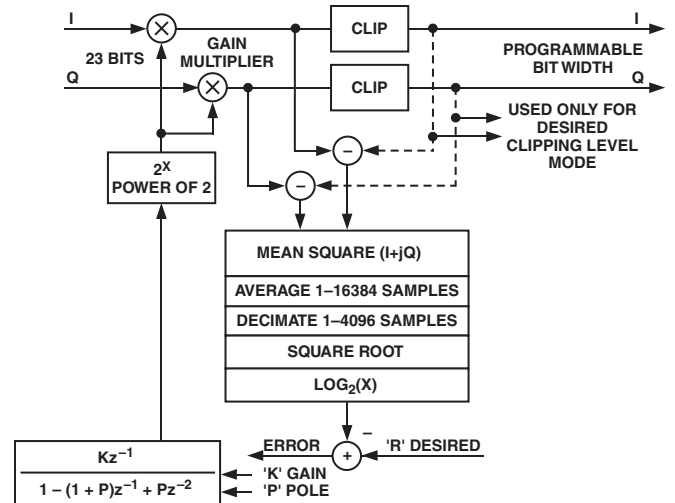 I
I
CLIP
23 BITS
GAIN
MULTIPLIER
PROGRAMMABLE
BIT WIDTH
Q
Q
CLIP
USED ONLY FOR
DESIRED
CLIPPING LEVEL
MODE
2^X
POWER OF 2
–
–
MEAN SQUARE (I+jQ)
AVERAGE 1–16384 SAMPLES
DECIMATE 1–4096 SAMPLES
SQUARE ROOT
LOG₂(X)
–
ERROR
+
'R' DESIRED
Kz⁻¹
1 – (1 + P)z⁻¹ + Pz⁻²
'K' GAIN
'P' POLE